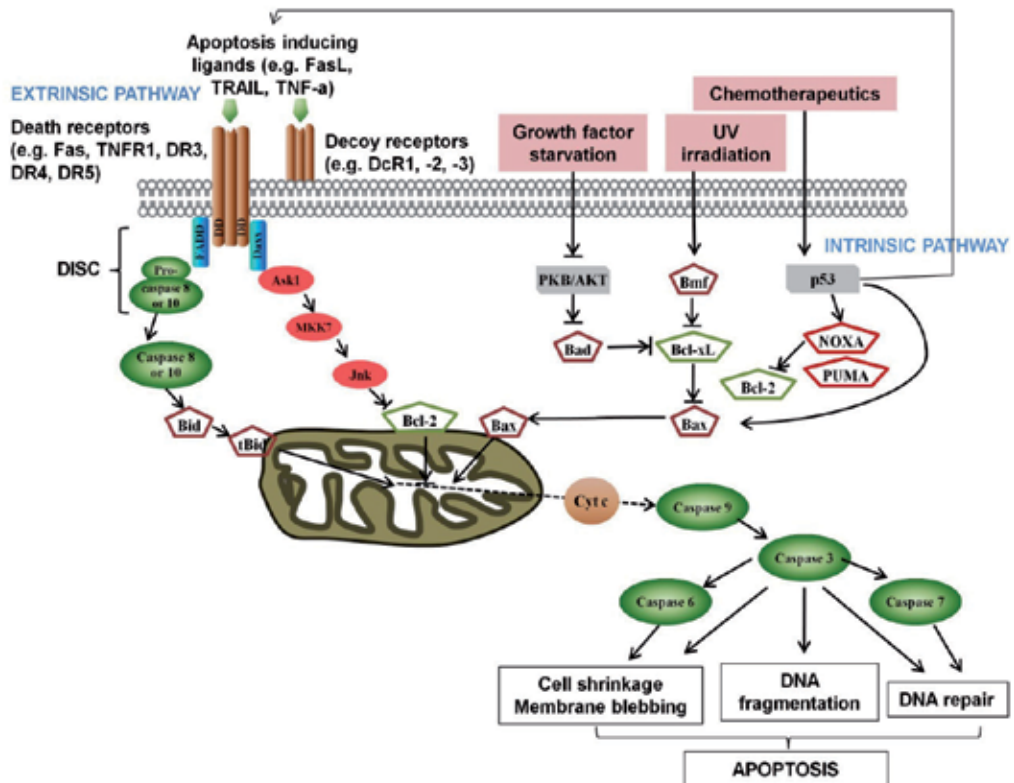 Apoptosis inducing
ligands (e.g. FasL,
TRAIL, TNF-a)
EXTRINSIC PATHWAY
Death receptors
(e.g. Fas, TNFR1, DR3,
DR4, DR5)
Decoy receptors
(e.g. DcR1, -2, -3)
Growth factor
starvation
UV
irradiation
Chemotherapeutics
INTRINSIC PATHWAY
DISC
FADD
DD
DD
Daxx
Pro-
caspase 8
or 10
Caspase 8
or 10
Bid
tBid
Ask1
MKK7
Jnk
Bcl-2
Bax
PKB/AKT
Bad
Bmf
Bcl-xL
Bax
p53
NOXA
PUMA
Bcl-2
Cyt c
Caspase 9
Caspase 3
Caspase 6
Caspase 7
Cell shrinkage
Membrane blebbing
DNA
fragmentation
DNA repair
APOPTOSIS